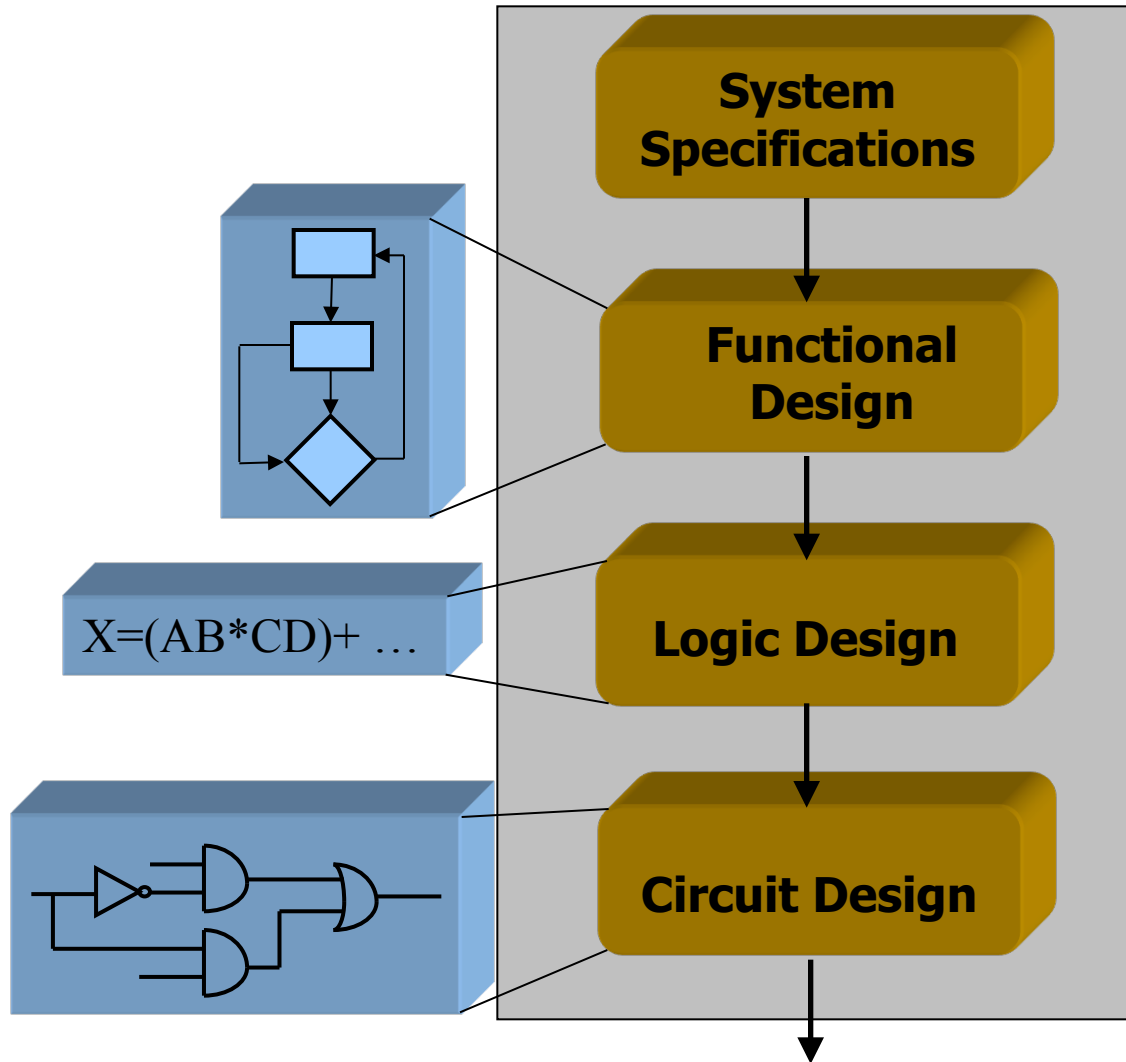 System
Specifications
Functional
Design
X=(AB*CD)+ …
Logic Design
Circuit Design